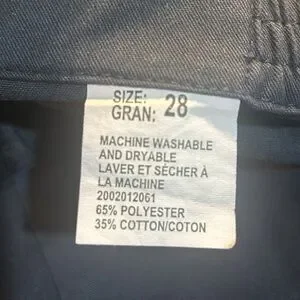 SIZE: 28
GRAN:
MACHINE WASHABLE
AND DRYABLE
LAVER ET SÉCHER À
LA MACHINE
2002012061
65% POLYESTER
35% COTTON/COTON